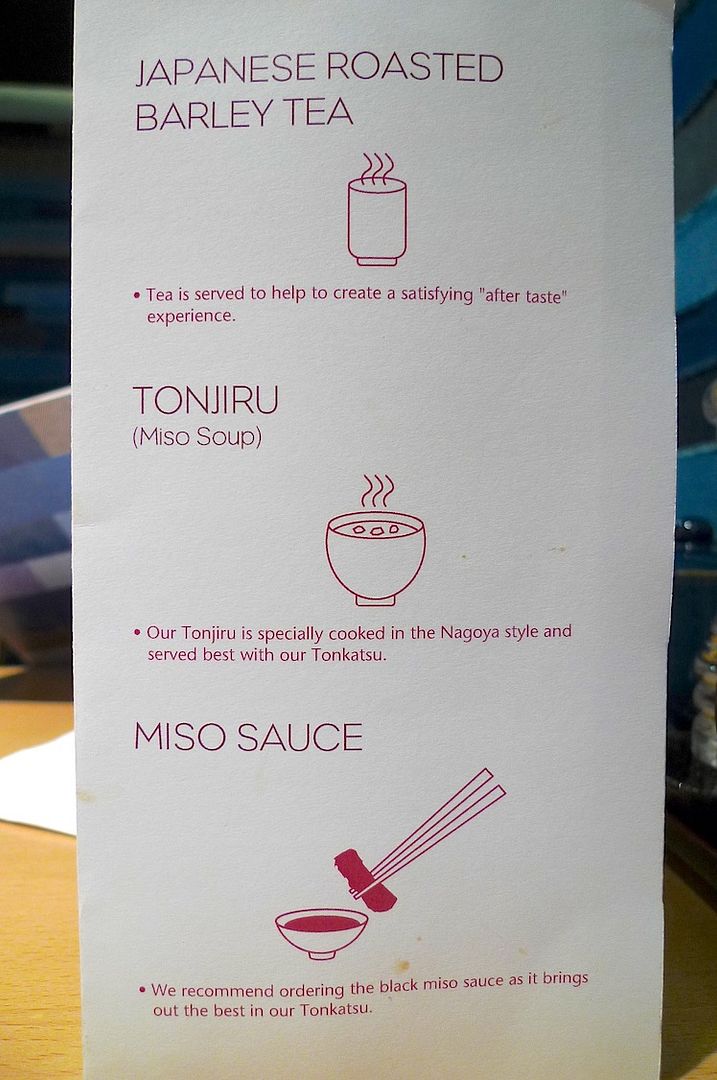 JAPANESE ROASTED
BARLEY TEA
• Tea is served to help to create a satisfying "after taste"
experience.
TONJIRU
(Miso Soup)
• Our Tonjiru is specially cooked in the Nagoya style and
served best with our Tonkatsu.
MISO SAUCE
• We recommend ordering the black miso sauce as it brings
out the best in our Tonkatsu.